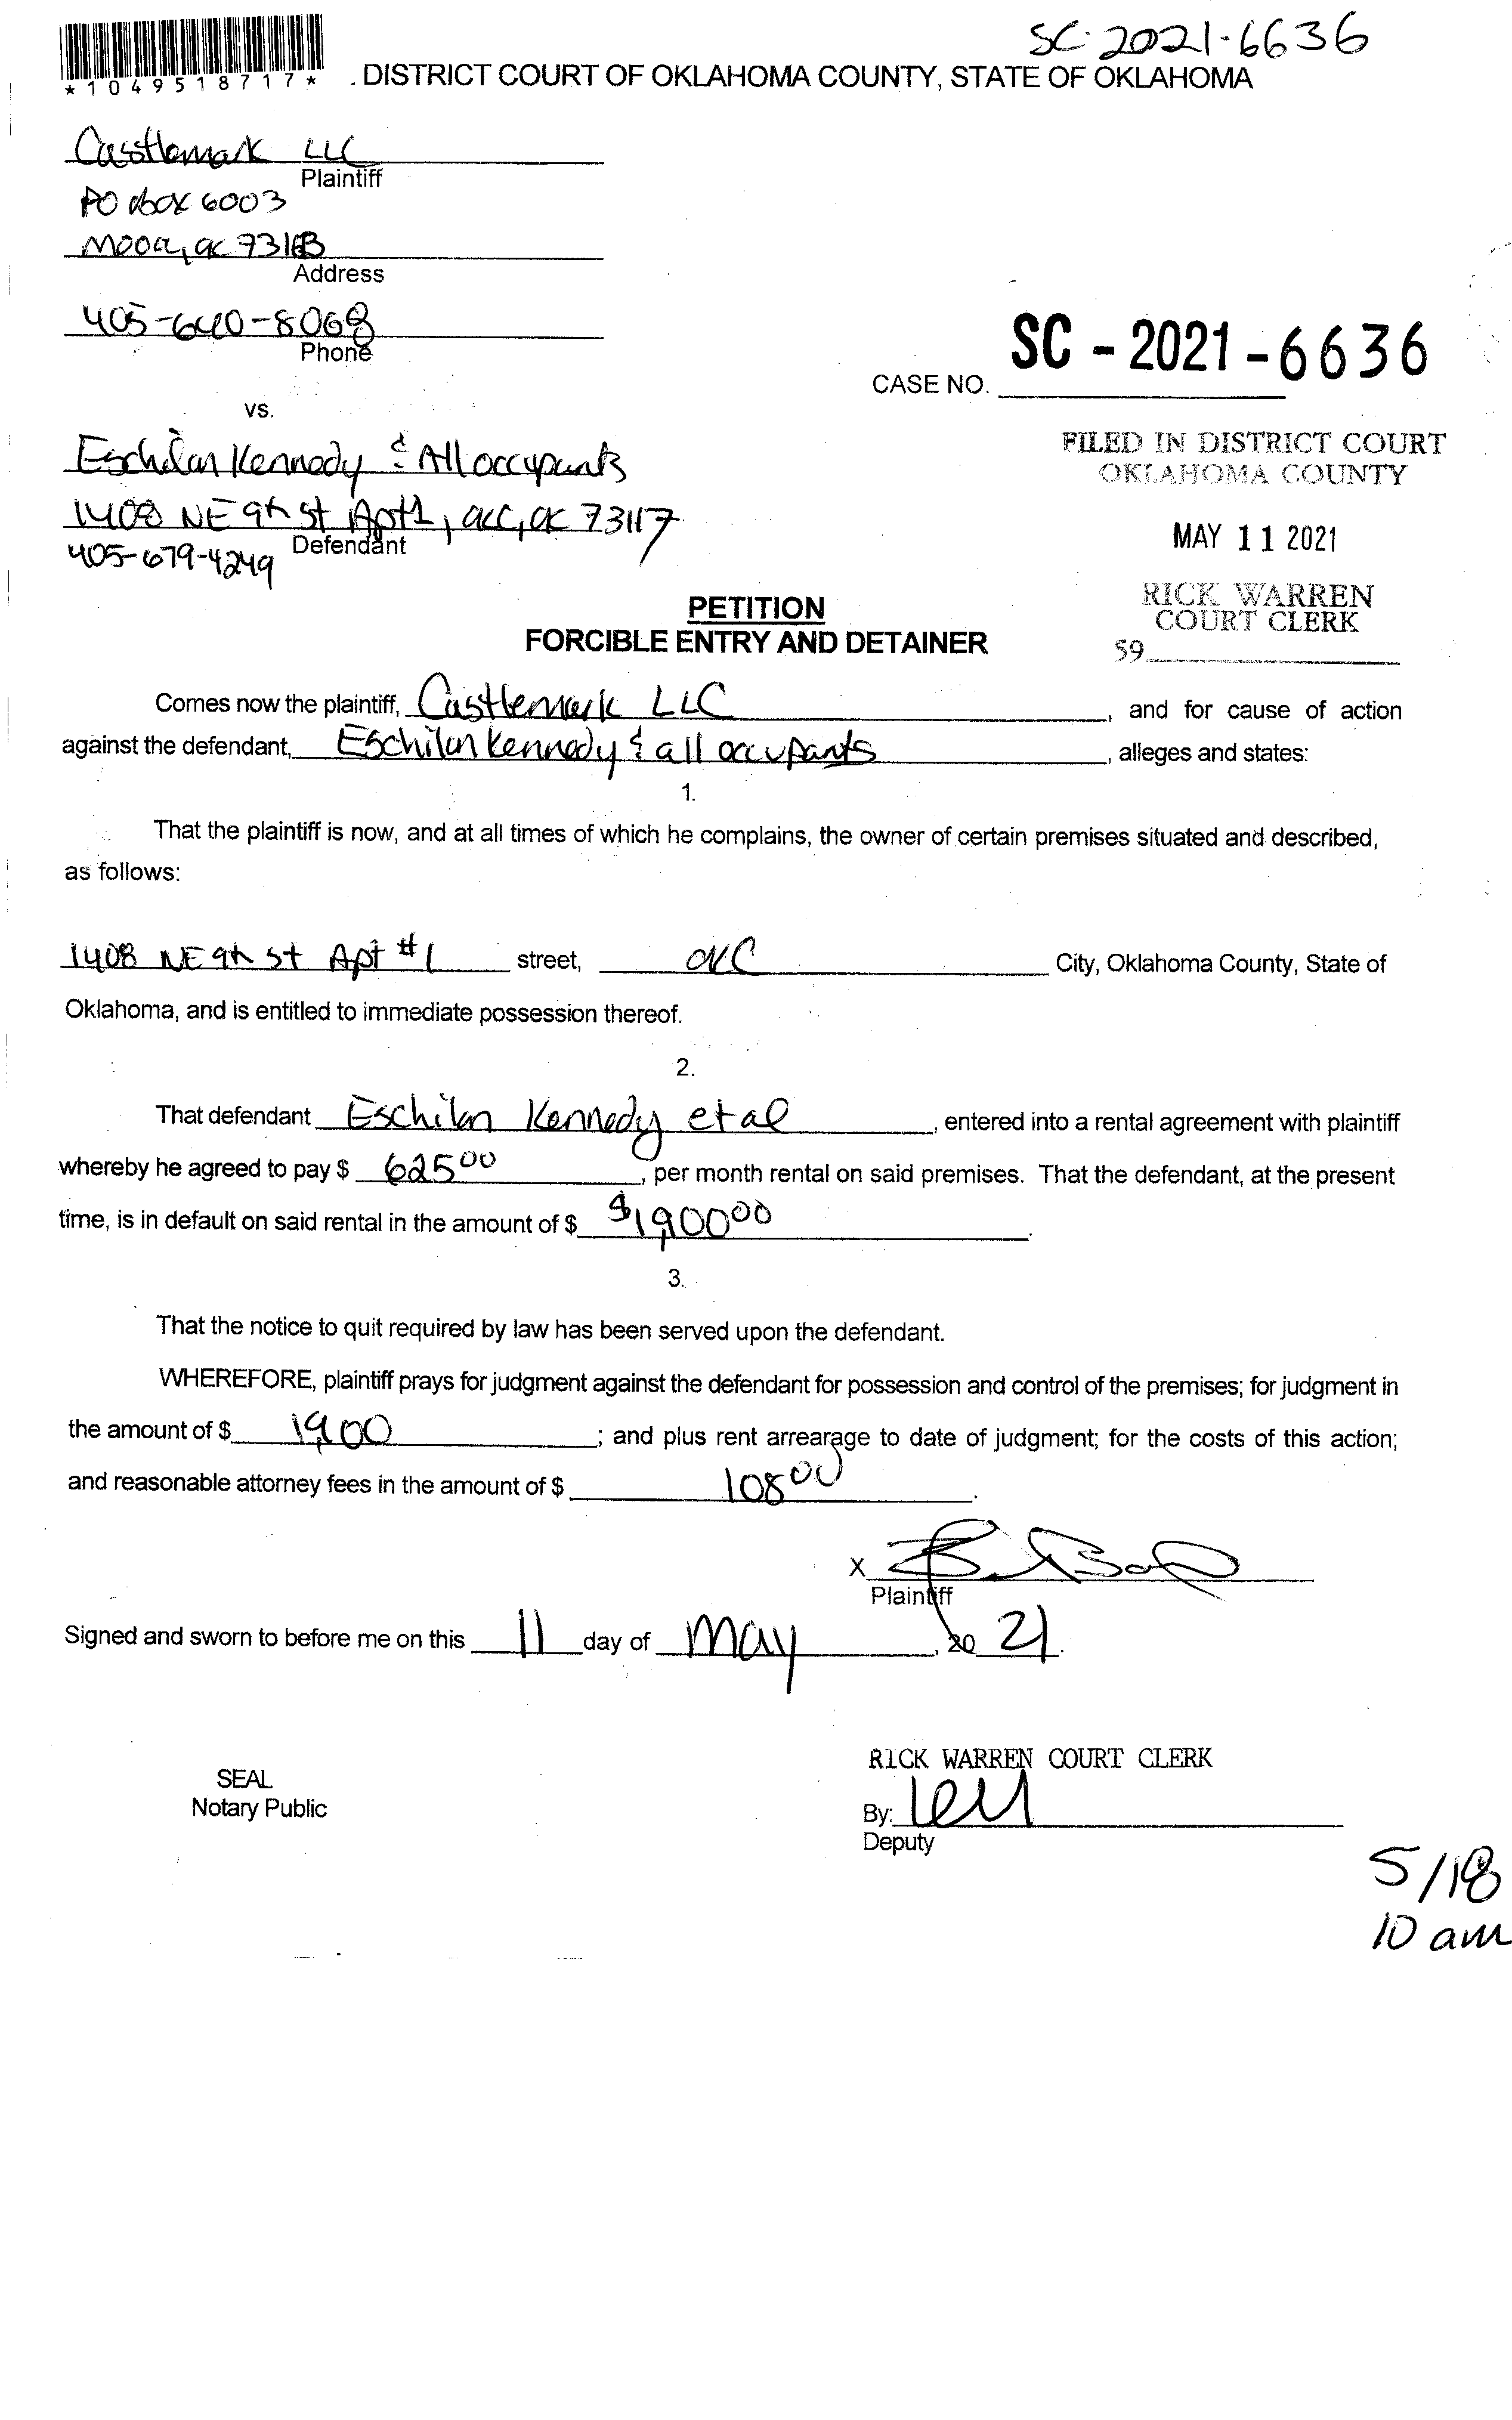 SC-2021-6636
*1049518717*
. DISTRICT COURT OF OKLAHOMA COUNTY, STATE OF OKLAHOMA
Castlemark LLC
Plaintiff
PO Box 6003
Moore, OK 73153
Address
405-640-8068
Phone
SC - 2021 - 6636
CASE NO.
vs.
FILED IN DISTRICT COURT
OKLAHOMA COUNTY
Eschilan Kennedy & All occupants
1408 NE 9th St Apt 1, OKC, OK 73117
Defendant
405-679-4249
MAY 11 2021
RICK WARREN
COURT CLERK
59
PETITION
FORCIBLE ENTRY AND DETAINER
Comes now the plaintiff, Castlemark LLC, and for cause of action
against the defendant, Eschilan Kennedy & all occupants, alleges and states:
1.
That the plaintiff is now, and at all times of which he complains, the owner of certain premises situated and described,
as follows:
1408 NE 9th St Apt #1 street, OKC City, Oklahoma County, State of
Oklahoma, and is entitled to immediate possession thereof.
2.
That defendant Eschilan Kennedy et al, entered into a rental agreement with plaintiff
whereby he agreed to pay $ 625 00, per month rental on said premises. That the defendant, at the present
time, is in default on said rental in the amount of $ $1,900 00.
3.
That the notice to quit required by law has been served upon the defendant.
WHEREFORE, plaintiff prays for judgment against the defendant for possession and control of the premises; for judgment in
the amount of $ 1,900; and plus rent arrearage to date of judgment; for the costs of this action;
and reasonable attorney fees in the amount of $ 108 00.
X
Plaintiff
Signed and sworn to before me on this 11 day of May, 20 21.
RICK WARREN COURT CLERK
SEAL
Notary Public
By:
Deputy
5/18
10 am